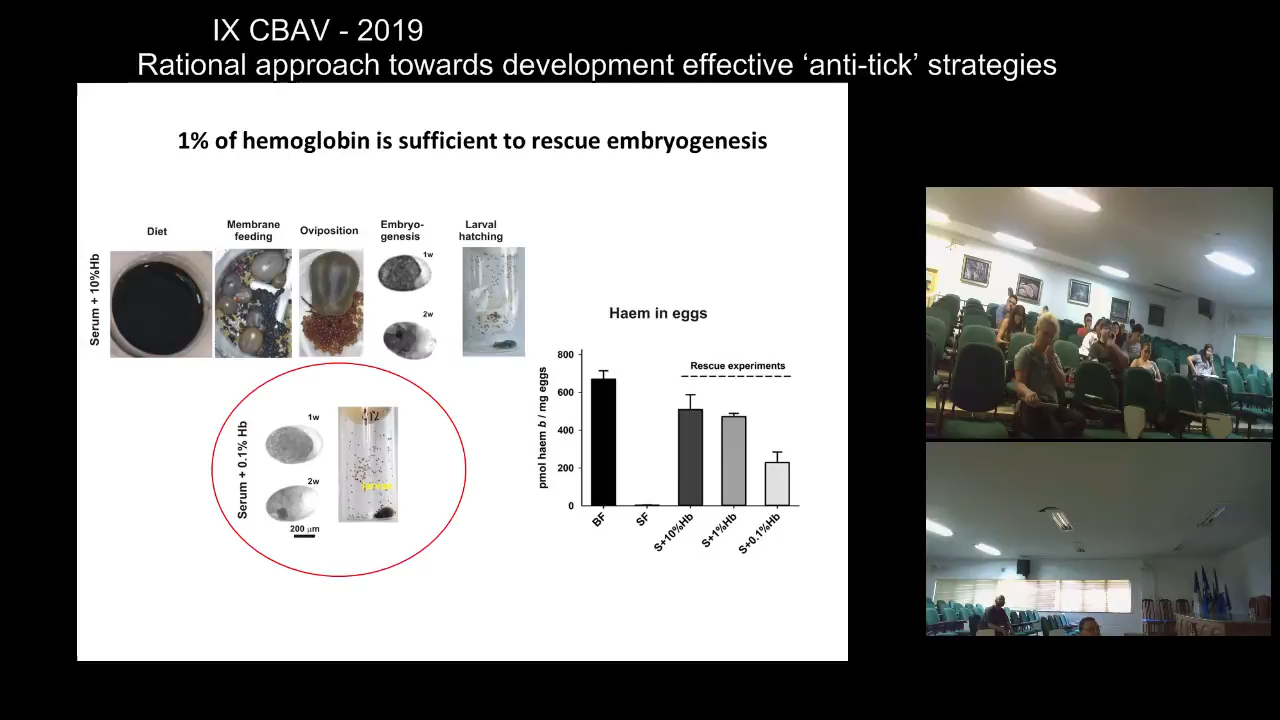 IX CBAV - 2019
Rational approach towards development effective ‘anti-tick’ strategies
1% of hemoglobin is sufficient to rescue embryogenesis
Diet
Membrane
feeding
Oviposition
Embryo-
genesis
Larval
hatching
Serum + 10%Hb
1w
2w
Serum + 0.1% Hb
1w
2w
200 µm
larvae
Haem in eggs
pmol haem b / mg eggs
800
600
400
200
0
Rescue experiments
BF
SF
S+10%Hb
S+1%Hb
S+0.1%Hb